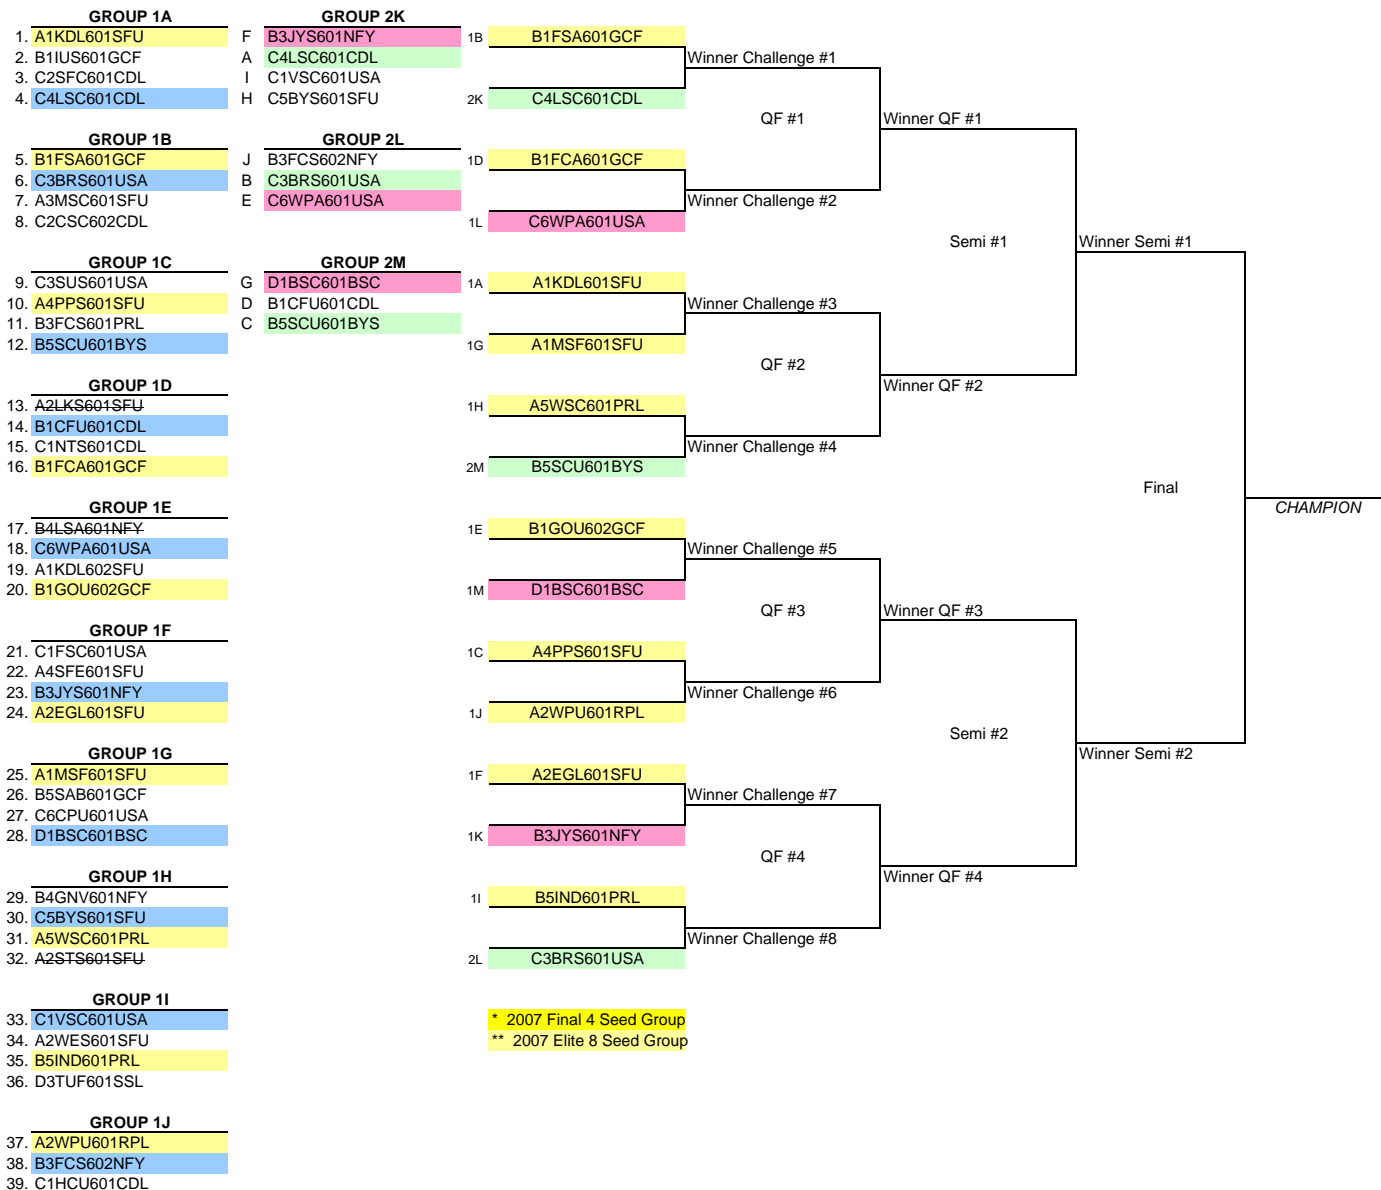 GROUP 1A
1. A1KDL601SFU
2. B1IUS601GCF
3. C2SFC601CDL
4. C4LSC601CDL
GROUP 1B
5. B1FSA601GCF
6. C3BRS601USA
7. A3MSC601SFU
8. C2CSC602CDL
GROUP 1C
9. C3SUS601USA
10. A4PPS601SFU
11. B3FCS601PRL
12. B5SCU601BYS
GROUP 1D
13. A2LKS601SFU
14. B1CFU601CDL
15. C1NTS601CDL
16. B1FCA601GCF
GROUP 1E
17. B4LSA601NFY
18. C6WPA601USA
19. A1KDL602SFU
20. B1GOU602GCF
GROUP 1F
21. C1FSC601USA
22. A4SFE601SFU
23. B3JYS601NFY
24. A2EGL601SFU
GROUP 1G
25. A1MSF601SFU
26. B5SAB601GCF
27. C6CPU601USA
28. D1BSC601BSC
GROUP 1H
29. B4GNV601NFY
30. C5BYS601SFU
31. A5WSC601PRL
32. A2STS601SFU
GROUP 1I
33. C1VSC601USA
34. A2WES601SFU
35. B5IND601PRL
36. D3TUF601SSL
GROUP 1J
37. A2WPU601RPL
38. B3FCS602NFY
39. C1HCU601CDL
GROUP 2K
F B3JYS601NFY
A C4LSC601CDL
I C1VSC601USA
H C5BYS601SFU
GROUP 2L
J B3FCS602NFY
B C3BRS601USA
E C6WPA601USA
GROUP 2M
G D1BSC601BSC
D B1CFU601CDL
C B5SCU601BYS
1B B1FSA601GCF
2K C4LSC601CDL
1D B1FCA601GCF
1L C6WPA601USA
1A A1KDL601SFU
1G A1MSF601SFU
1H A5WSC601PRL
2M B5SCU601BYS
1E B1GOU602GCF
1M D1BSC601BSC
1C A4PPS601SFU
1J A2WPU601RPL
1F A2EGL601SFU
1K B3JYS601NFY
1I B5IND601PRL
2L C3BRS601USA
* 2007 Final 4 Seed Group
** 2007 Elite 8 Seed Group
Winner Challenge #1
QF #1
Winner Challenge #2
Winner Challenge #3
QF #2
Winner Challenge #4
Winner Challenge #5
QF #3
Winner Challenge #6
Winner Challenge #7
QF #4
Winner Challenge #8
Winner QF #1
Semi #1
Winner QF #2
Winner QF #3
Semi #2
Winner QF #4
Winner Semi #1
Final
Winner Semi #2
CHAMPION